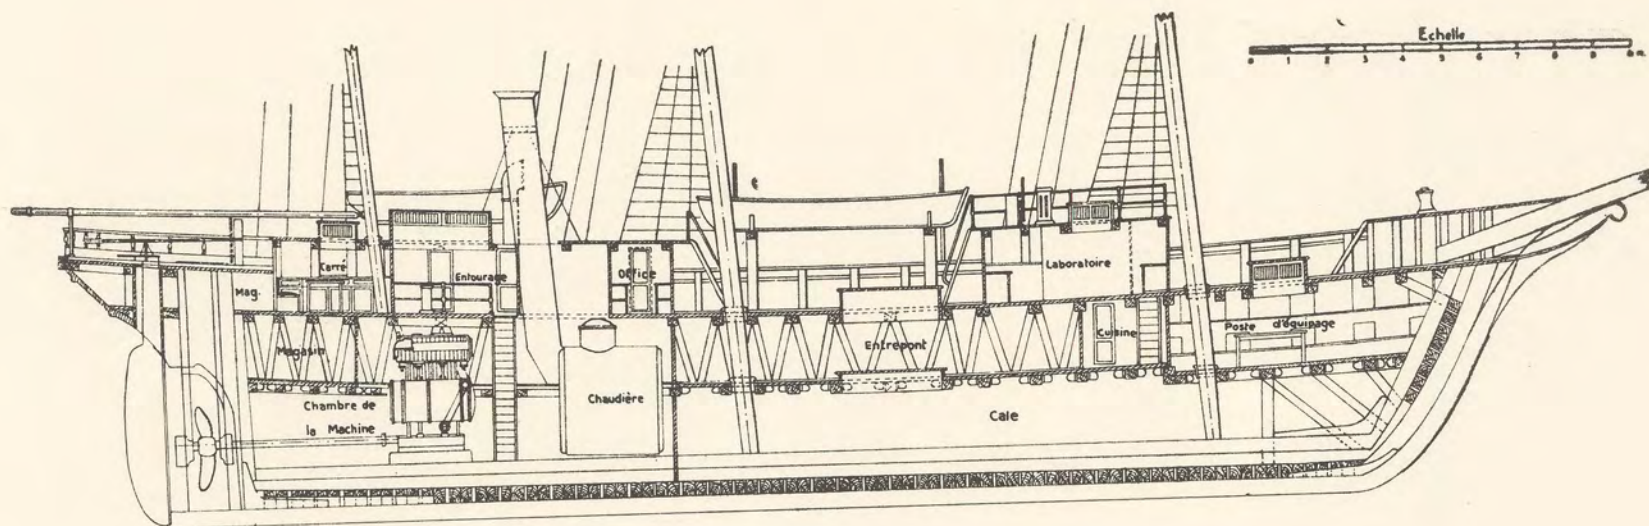 Echelle
0 1 2 3 4 5 6 7 8 9 10 m.
Carré
Entourage
Office
Laboratoire
Mag.
Magasin
Entrepont
Cuisine
Poste d'équipage
Chaudière
Chambre de
la Machine
Cale